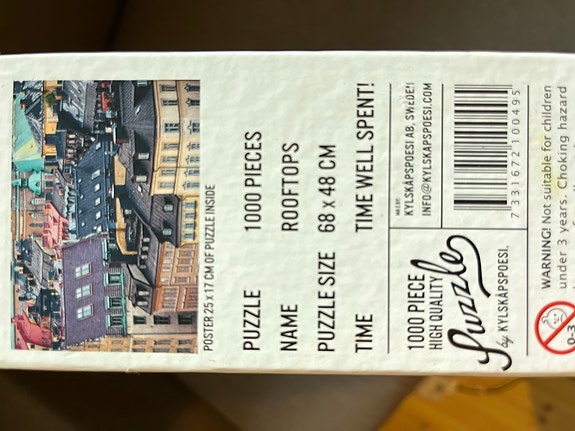 POSTER 25 x 17 CM OF PUZZLE INSIDE
PUZZLE 1000 PIECES
NAME ROOFTOPS
PUZZLE SIZE 68 x 48 CM
TIME TIME WELL SPENT!
1000 PIECE
HIGH QUALITY
Puzzle
by KYLSKÅPSPOESI.
KYLSKÅPSPOESI AB, SWEDEN
INFO@KYLSKAPSPOESI.COM
7 331672 100495
WARNING! Not suitable for children
under 3 years. Choking hazard
0-3